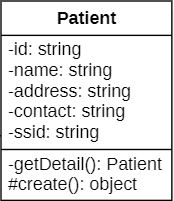 Patient
-id: string
-name: string
-address: string
-contact: string
-ssid: string
-getDetail(): Patient
#create(): object